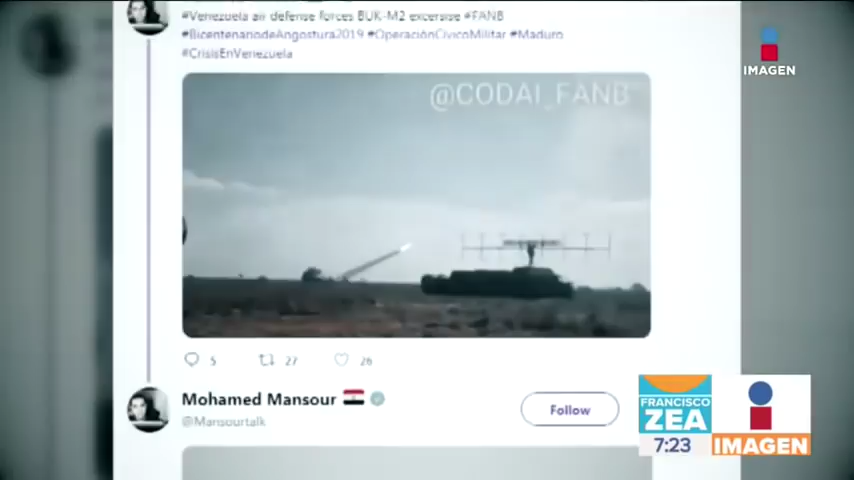 #Venezuela air defense forces BUK-M2 excersise #FANB
#BicentenariodeAngostura2019 #OperaciónCivicoMilitar #Maduro
#CrisisEnVenezuela
@CODAI_FANB
5 27 26
Mohamed Mansour
@Mansourtalk
Follow
IMAGEN
FRANCISCO
ZEA
7:23
IMAGEN